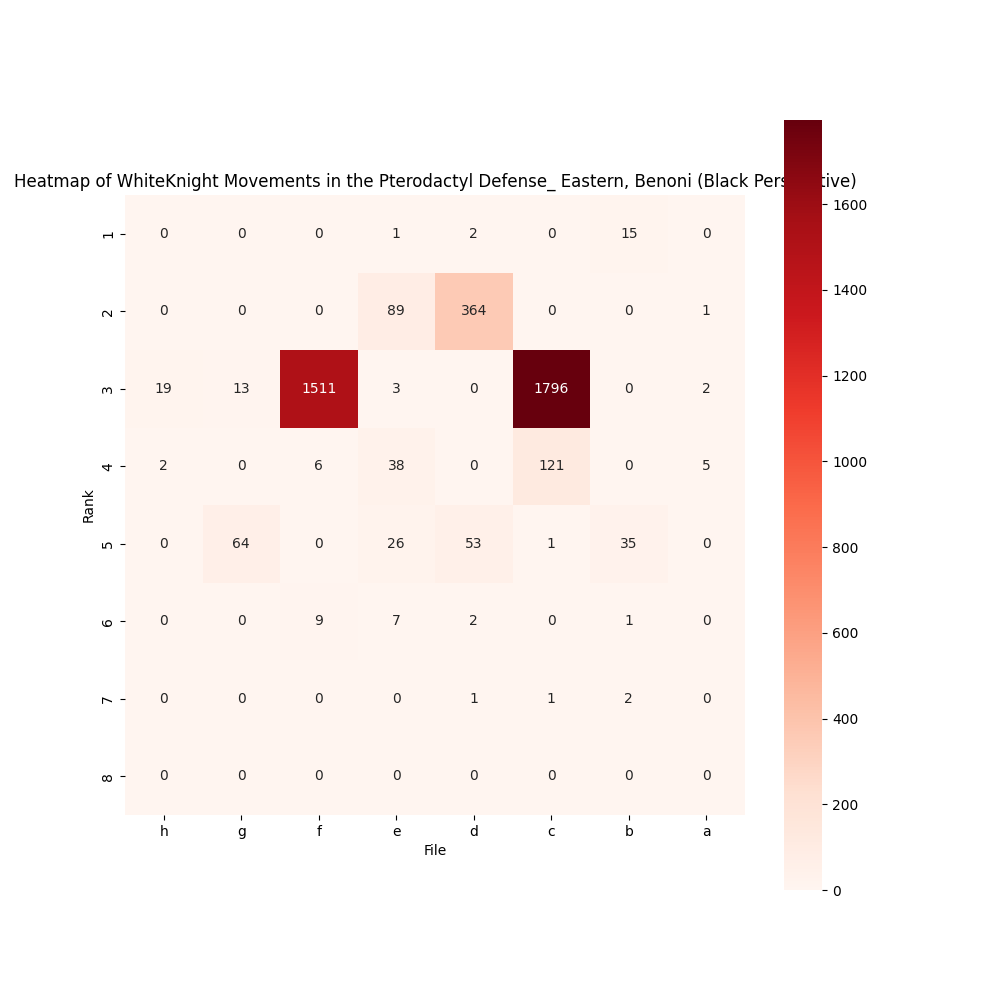 Heatmap of WhiteKnight Movements in the Pterodactyl Defense_ Eastern, Benoni (Black Perspective)
1 0 0 0 1 2 0 15 0
2 0 0 0 89 364 0 0 1
3 19 13 1511 3 0 1796 0 2
4 2 0 6 38 0 121 0 5
5 0 64 0 26 53 1 35 0
6 0 0 9 7 2 0 1 0
7 0 0 0 0 1 1 2 0
8 0 0 0 0 0 0 0 0
Rank
h g f e d c b a
File
1600
1400
1200
1000
800
600
400
200
0